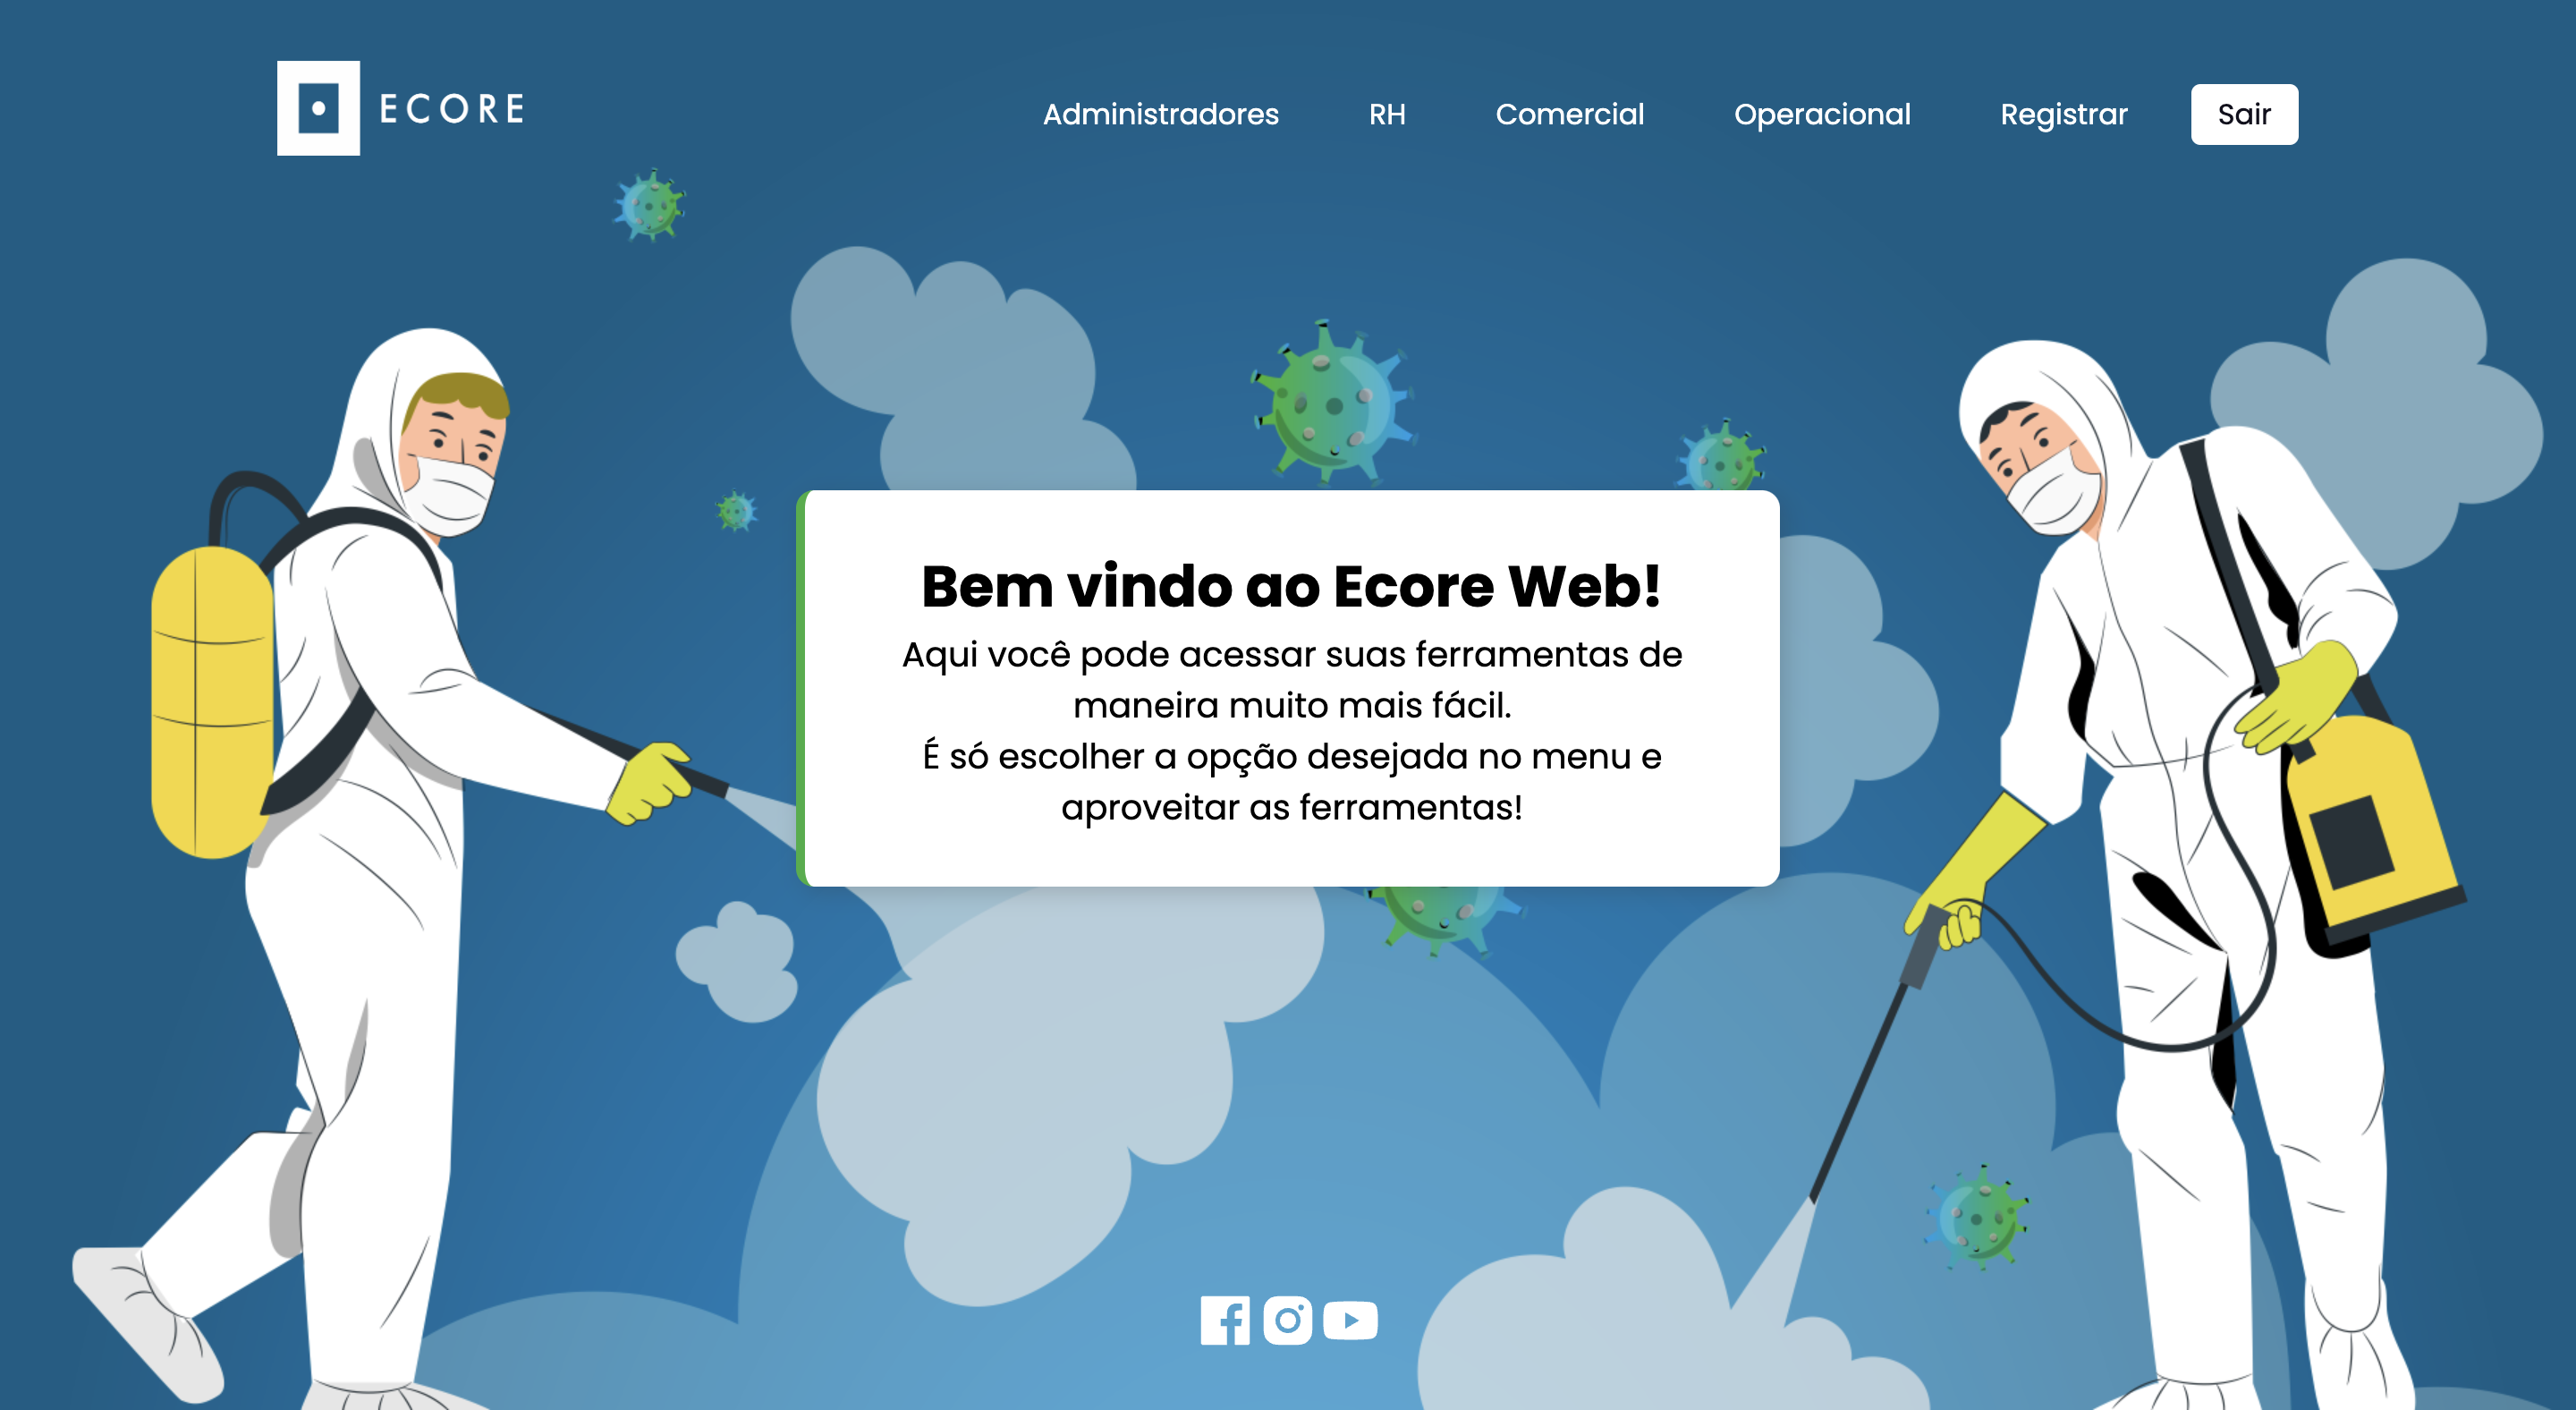 ECORE
Administradores RH Comercial Operacional Registrar Sair
Bem vindo ao Ecore Web!
Aqui você pode acessar suas ferramentas de
maneira muito mais fácil.
É só escolher a opção desejada no menu e
aproveitar as ferramentas!